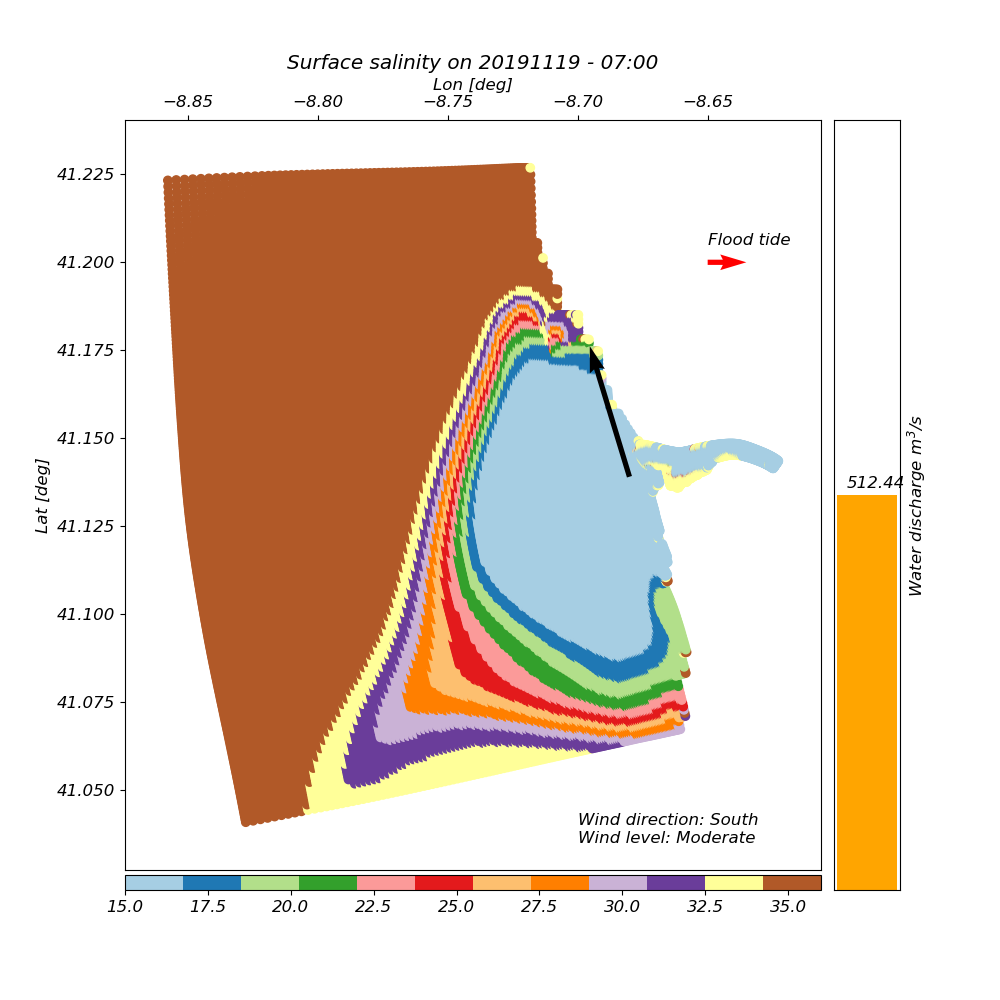 Surface salinity on 20191119 - 07:00
Lon [deg]
−8.85 −8.80 −8.75 −8.70 −8.65
Lat [deg]
41.225
41.200
41.175
41.150
41.125
41.100
41.075
41.050
Flood tide
Wind direction: South
Wind level: Moderate
15.0 17.5 20.0 22.5 25.0 27.5 30.0 32.5 35.0
512.44
Water discharge m³/s